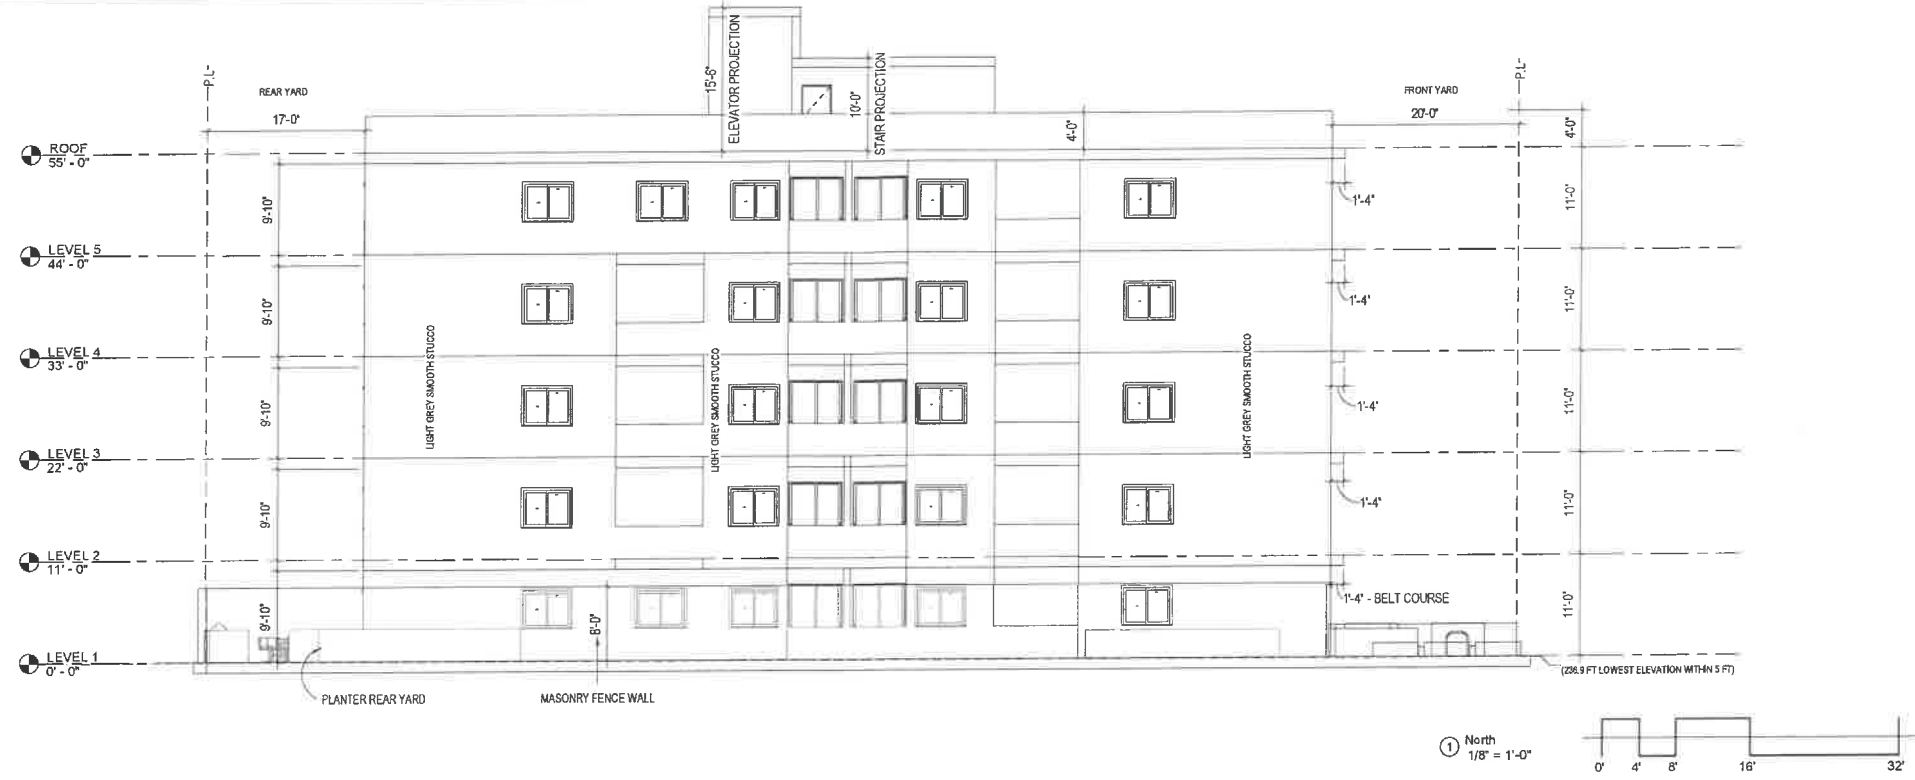 P.L.
REAR YARD
17'-0"
15'-6"
ELEVATOR PROJECTION
10'-0"
STAIR PROJECTION
4'-0"
FRONT YARD
20'-0"
P.L.
4'-0"
ROOF
55' - 0"
9'-10"
1'-4"
11'-0"
LEVEL 5
44' - 0"
9'-10"
1'-4"
11'-0"
LIGHT GREY SMOOTH STUCCO
LIGHT GREY SMOOTH STUCCO
LIGHT GREY SMOOTH STUCCO
LEVEL 4
33' - 0"
9'-10"
1'-4"
11'-0"
LEVEL 3
22' - 0"
9'-10"
1'-4"
11'-0"
LEVEL 2
11' - 0"
9'-10"
8'-0"
1'-4" - BELT COURSE
11'-0"
LEVEL 1
0' - 0"
(236.9 FT LOWEST ELEVATION WITHIN 5 FT)
PLANTER REAR YARD
MASONRY FENCE WALL
1 North
1/8" = 1'-0"
0' 4' 8' 16' 32'